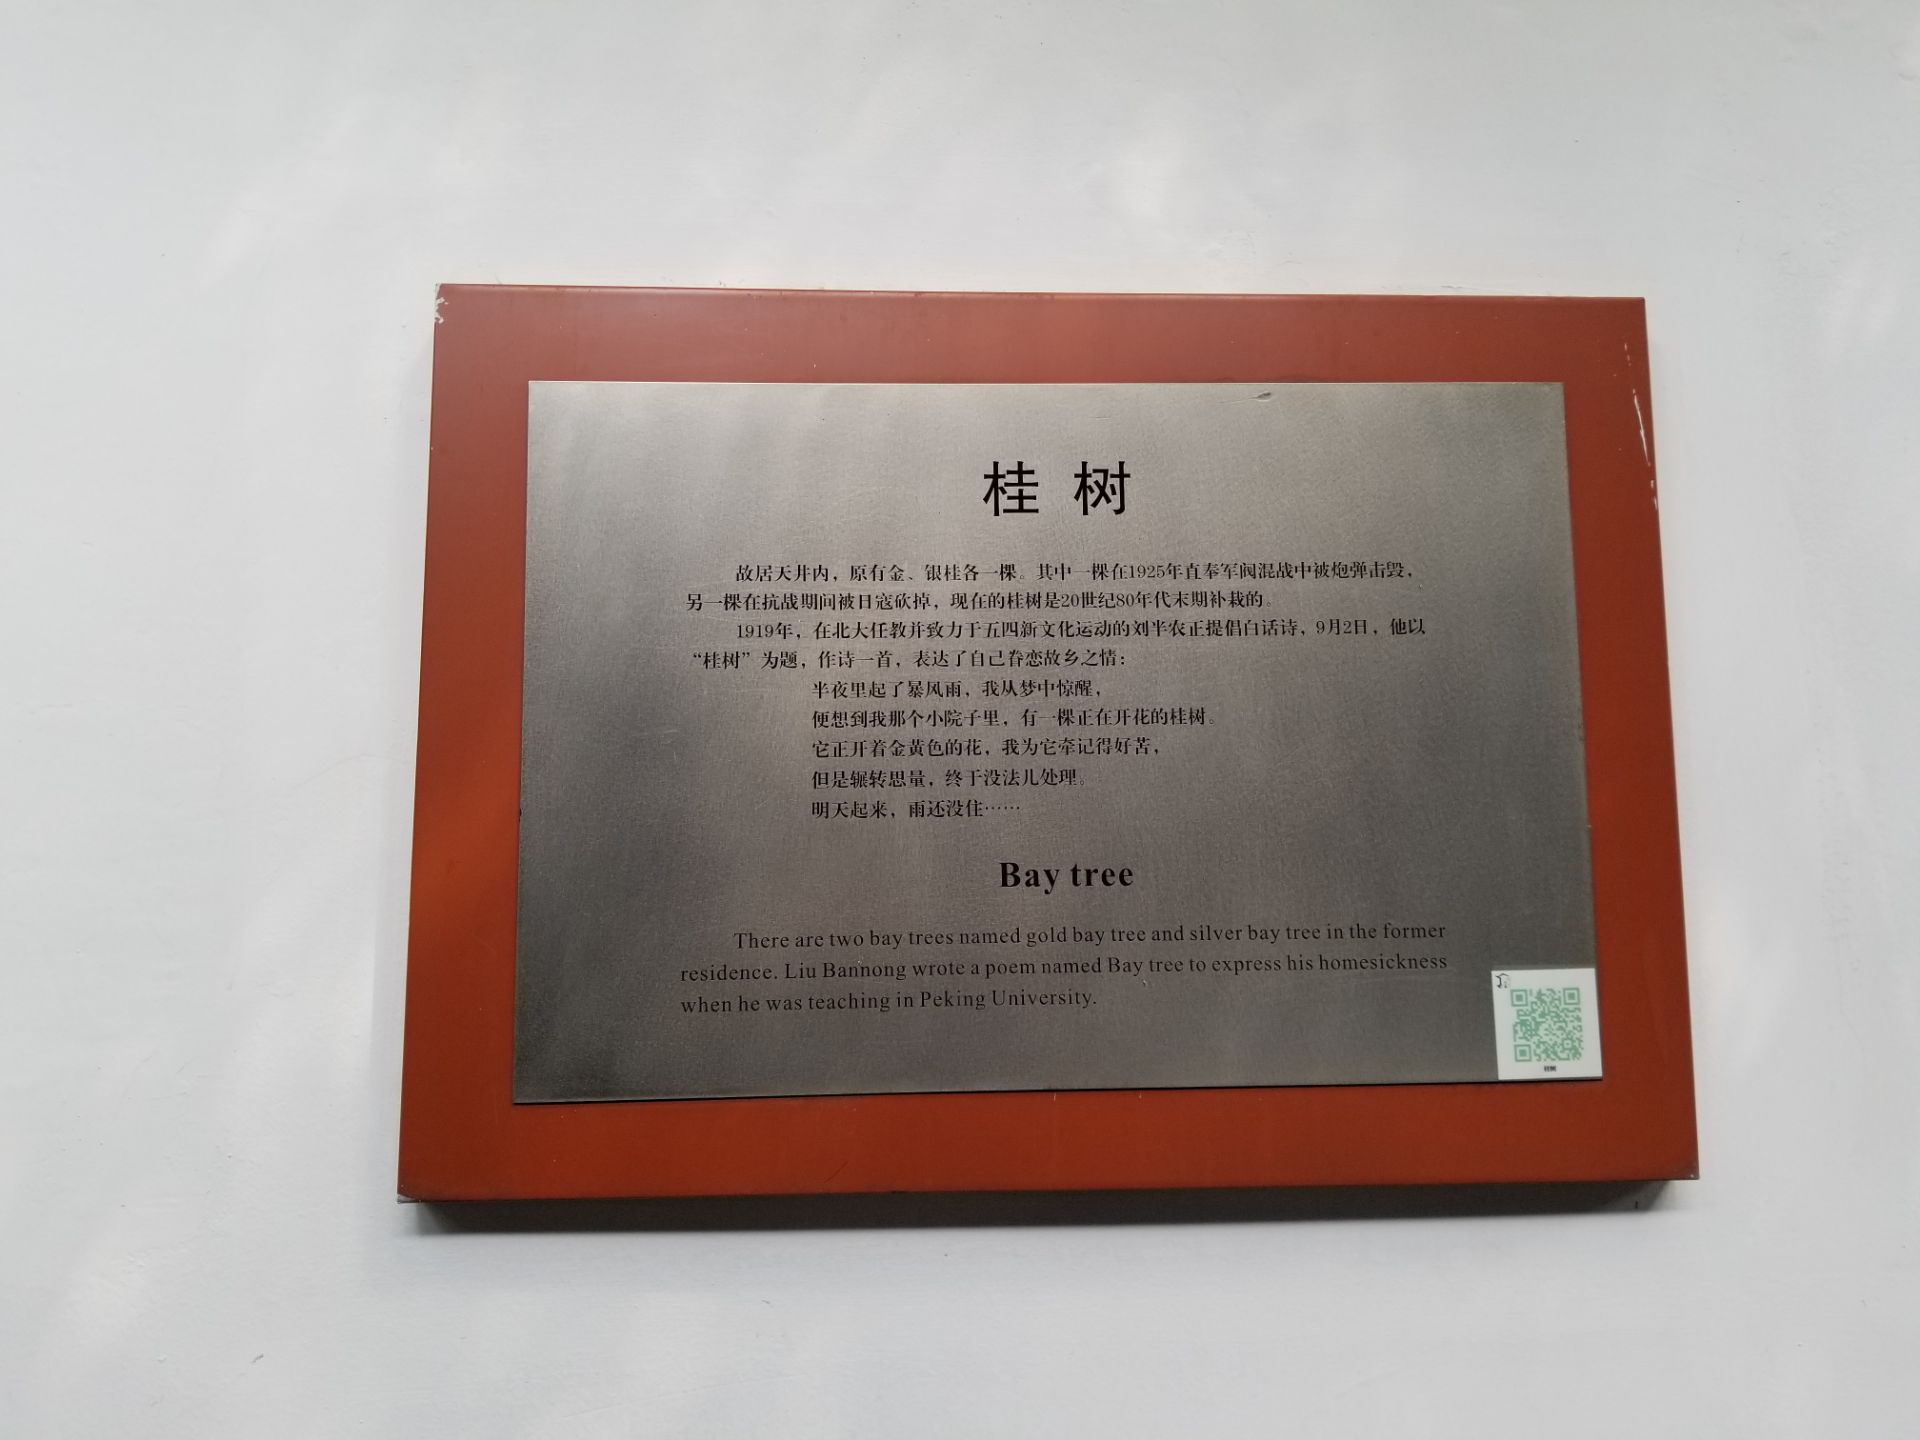 桂 树
故居天井内，原有金、银桂各一棵。其中一棵在1925年直奉军阀混战中被炮弹击毁，
另一棵在抗战期间被日寇砍掉，现在的桂树是20世纪80年代末期补栽的。
1919年，在北大任教并致力于五四新文化运动的刘半农正提倡白话诗，9月2日，他以
“桂树”为题，作诗一首，表达了自己眷恋故乡之情：
半夜里起了暴风雨，我从梦中惊醒，
便想到我那个小院子里，有一棵正在开花的桂树。
它正开着金黄色的花，我为它牵记得好苦，
但是辗转思量，终于没法儿处理。
明天起来，雨还没住……
Bay tree
There are two bay trees named gold bay tree and silver bay tree in the former
residence. Liu Bannong wrote a poem named Bay tree to express his homesickness
when he was teaching in Peking University.
桂树